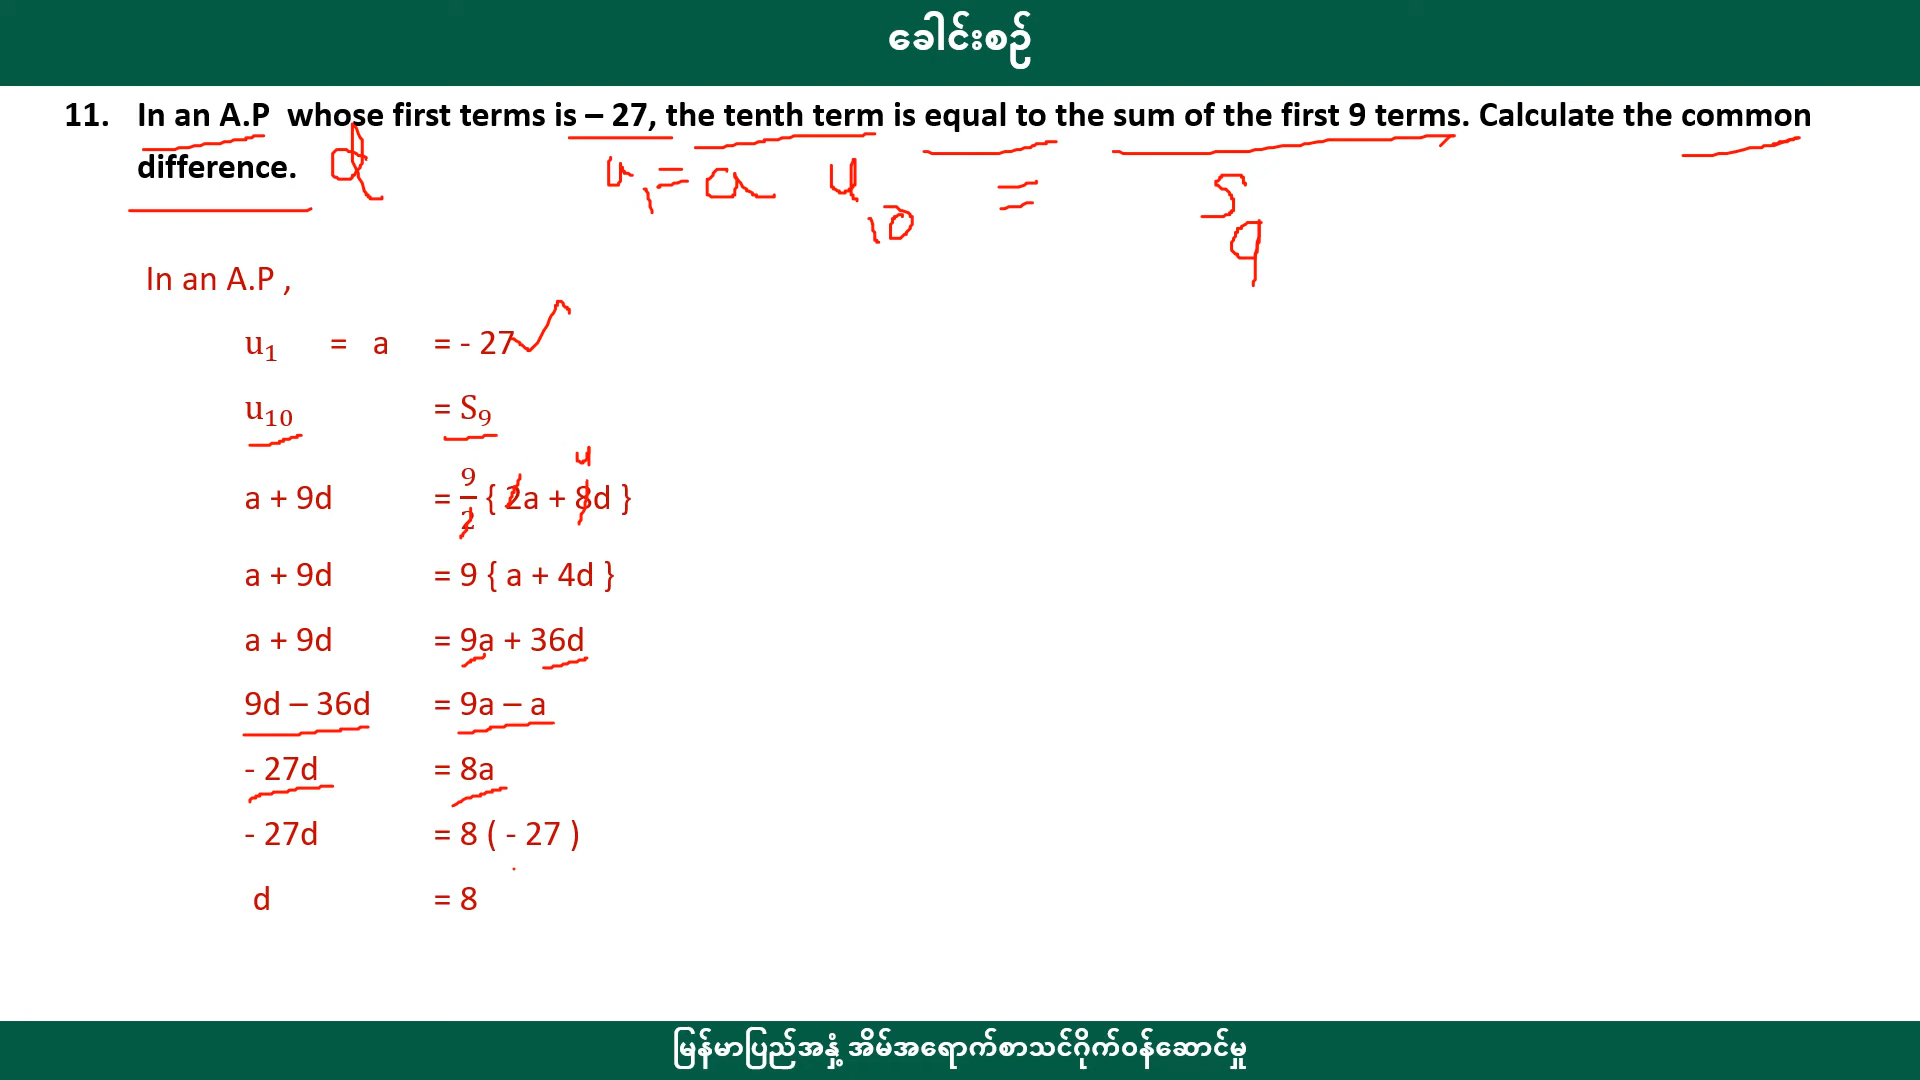 ခေါင်းစဉ်
11. In an A.P whose first terms is – 27, the tenth term is equal to the sum of the first 9 terms. Calculate the common
difference. d u₁ = a u₁₀ = S₉
In an A.P ,
u₁ = a = - 27
u₁₀ = S₉
4
a + 9d = 9/2 { 2a + 8d }
a + 9d = 9 { a + 4d }
a + 9d = 9a + 36d
9d – 36d = 9a – a
- 27d = 8a
- 27d = 8 ( - 27 )
d = 8
မြန်မာပြည်အနှံ့ အိမ်အရောက်စာသင်ဂိုက်ဝန်ဆောင်မှု